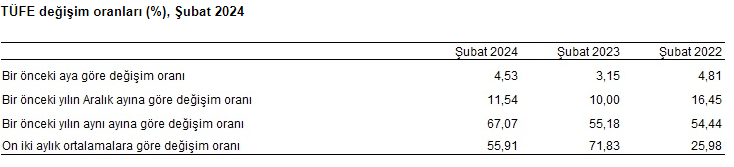 TÜFE değişim oranları (%), Şubat 2024
Şubat 2024 Şubat 2023 Şubat 2022
Bir önceki aya göre değişim oranı 4,53 3,15 4,81
Bir önceki yılın Aralık ayına göre değişim oranı 11,54 10,00 16,45
Bir önceki yılın aynı ayına göre değişim oranı 67,07 55,18 54,44
On iki aylık ortalamalara göre değişim oranı 55,91 71,83 25,98